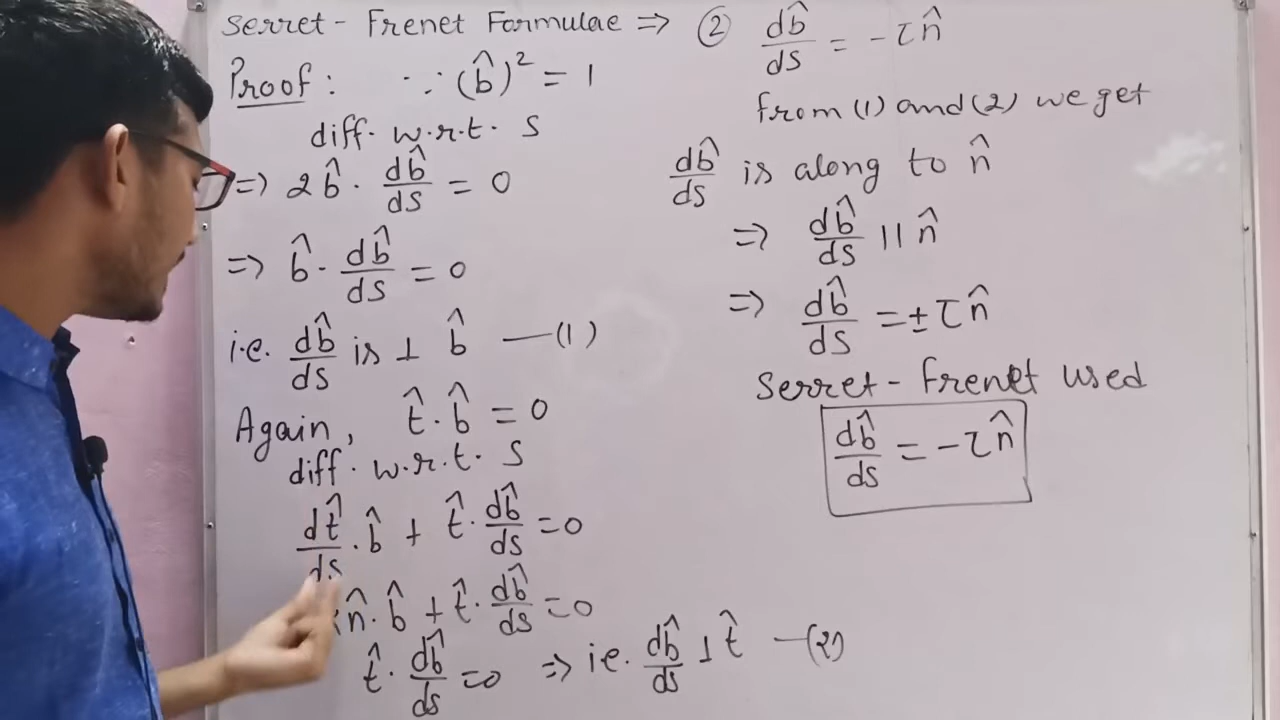 Serret - Frenet Formulae ⇒ ② db̂/ds = -τn̂
Proof : ∵ (b̂)² = 1
diff. w.r.t. s
⇒ 2b̂ · db̂/ds = 0
⇒ b̂ · db̂/ds = 0
i.e. db̂/ds is ⊥ b̂ —(1)
Again, t̂ · b̂ = 0
diff. w.r.t. s
dt̂/ds · b̂ + t̂ · db̂/ds = 0
n̂ · b̂ + t̂ · db̂/ds = 0
t̂ · db̂/ds = 0 ⇒ i.e. db̂/ds ⊥ t̂ —(2)
from (1) and (2) we get
db̂/ds is along to n̂
⇒ db̂/ds || n̂
⇒ db̂/ds = ± τn̂
Serret - Frenet used
db̂/ds = -τn̂